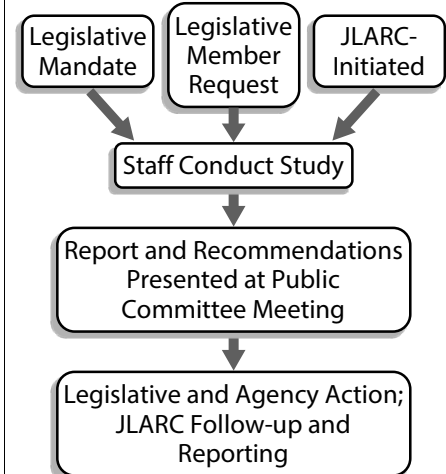 Legislative
Mandate
Legislative
Member
Request
JLARC-
Initiated
Staff Conduct Study
Report and Recommendations
Presented at Public
Committee Meeting
Legislative and Agency Action;
JLARC Follow-up and
Reporting